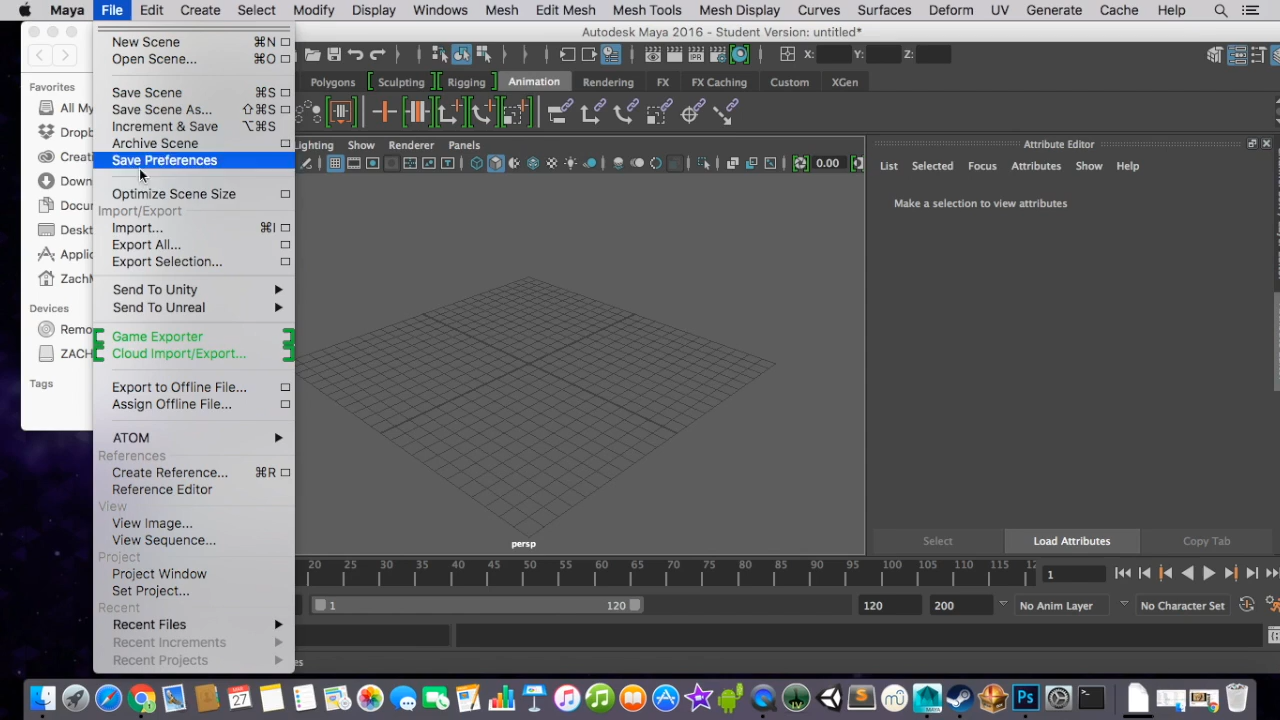 Maya File Edit Create Select Modify Display Windows Mesh Edit Mesh Mesh Tools Mesh Display Curves Surfaces Deform UV Generate Cache Help
Autodesk Maya 2016 - Student Version: untitled*
New Scene ⌘N
Open Scene... ⌘O
Save Scene ⌘S
Save Scene As... ⇧⌘S
Increment & Save ⌥⌘S
Archive Scene
Save Preferences
Optimize Scene Size
Import/Export
Import... ⌘I
Export All...
Export Selection...
Send To Unity
Send To Unreal
Game Exporter
Cloud Import/Export...
Export to Offline File...
Assign Offline File...
ATOM
References
Create Reference... ⌘R
Reference Editor
View
View Image...
View Sequence...
Project
Project Window
Set Project...
Recent
Recent Files
Recent Increments
Recent Projects
Favorites
All My
Dropb
Creati
Down
Docu
Deskt
Applic
ZachM
Devices
Remo
ZACH
Tags
X: Y: Z:
Polygons Sculpting Rigging Animation Rendering FX FX Caching Custom XGen
ighting Show Renderer Panels
0.00
persp
Attribute Editor
List Selected Focus Attributes Show Help
Make a selection to view attributes
Select Load Attributes Copy Tab
20 25 30 35 40 45 50 55 60 65 70 75 80 85 90 95 100 105 110 115 12
1
1 120 120 200 No Anim Layer No Character Set
es
27
MAYA
Ps